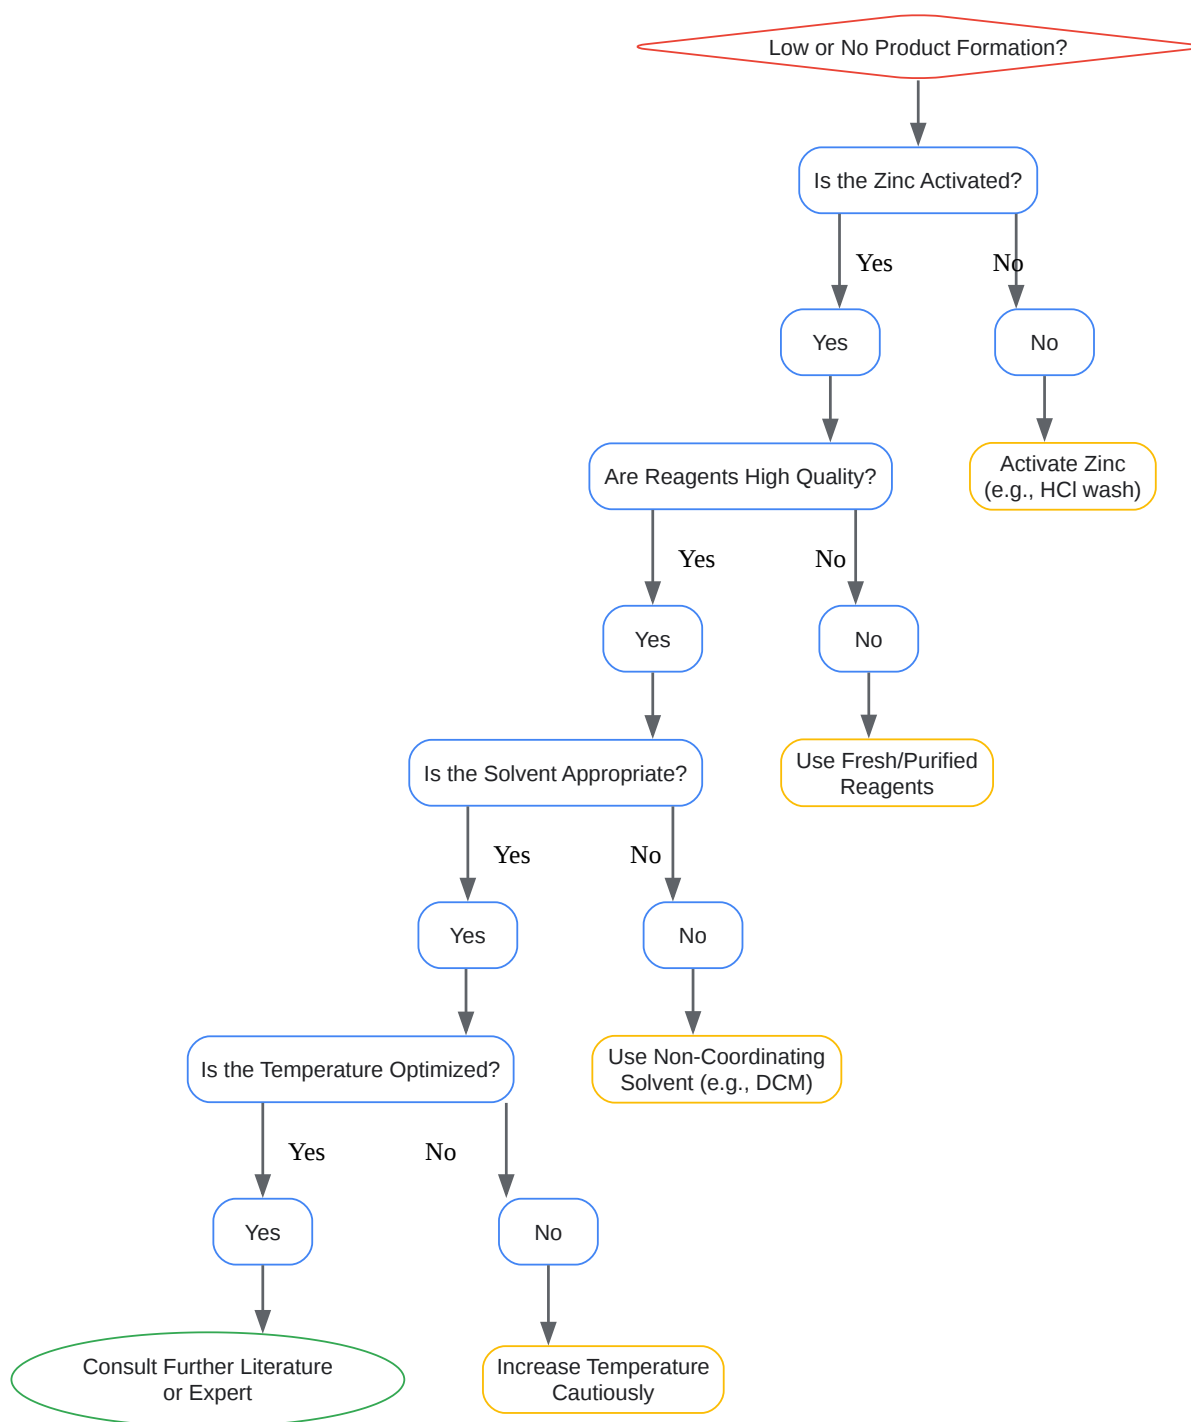 Low or No Product Formation?
Is the Zinc Activated?
Yes
No
Yes
No
Are Reagents High Quality?
Activate Zinc
(e.g., HCl wash)
Yes
No
Yes
No
Is the Solvent Appropriate?
Use Fresh/Purified
Reagents
Yes
No
Yes
No
Is the Temperature Optimized?
Use Non-Coordinating
Solvent (e.g., DCM)
Yes
No
Yes
No
Consult Further Literature
or Expert
Increase Temperature
Cautiously